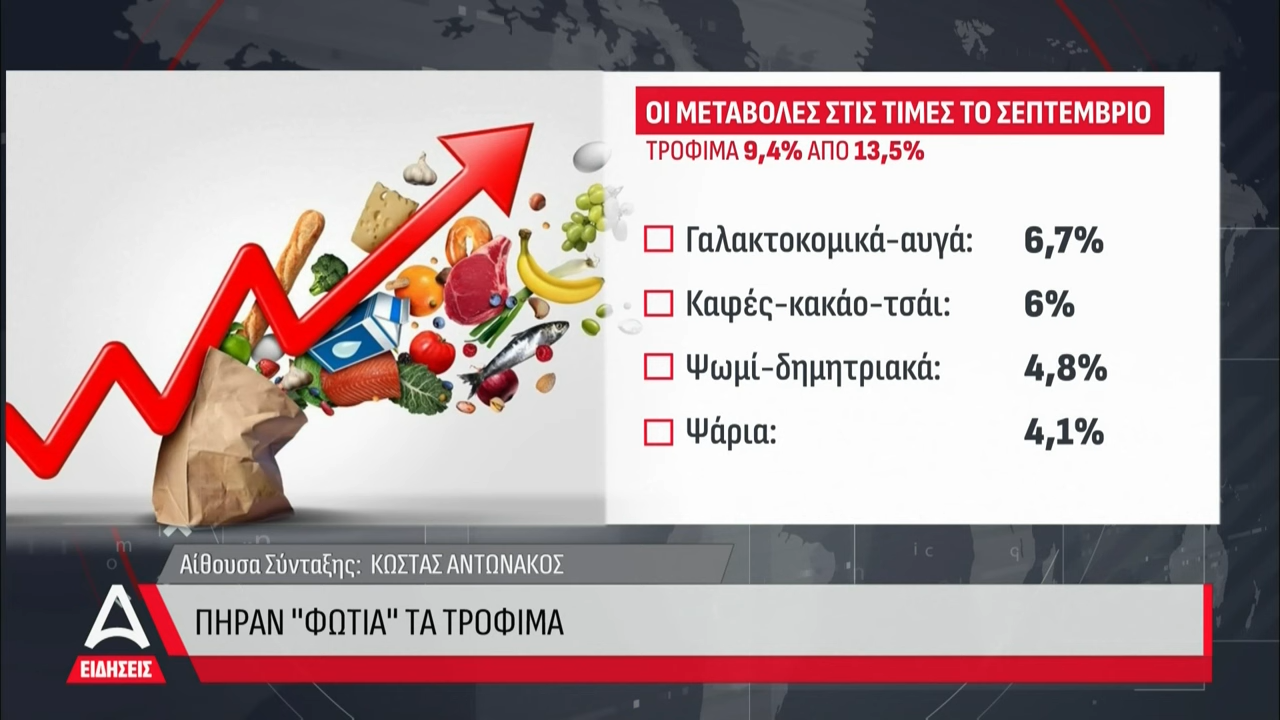 ΟΙ ΜΕΤΑΒΟΛΕΣ ΣΤΙΣ ΤΙΜΕΣ ΤΟ ΣΕΠΤΕΜΒΡΙΟ
ΤΡΟΦΙΜΑ 9,4% ΑΠΟ 13,5%
Γαλακτοκομικά-αυγά: 6,7%
Καφές-κακάο-τσάι: 6%
Ψωμί-δημητριακά: 4,8%
Ψάρια: 4,1%
Αίθουσα Σύνταξης: ΚΩΣΤΑΣ ΑΝΤΩΝΑΚΟΣ
ΠΗΡΑΝ "ΦΩΤΙΑ" ΤΑ ΤΡΟΦΙΜΑ
ΕΙΔΗΣΕΙΣ